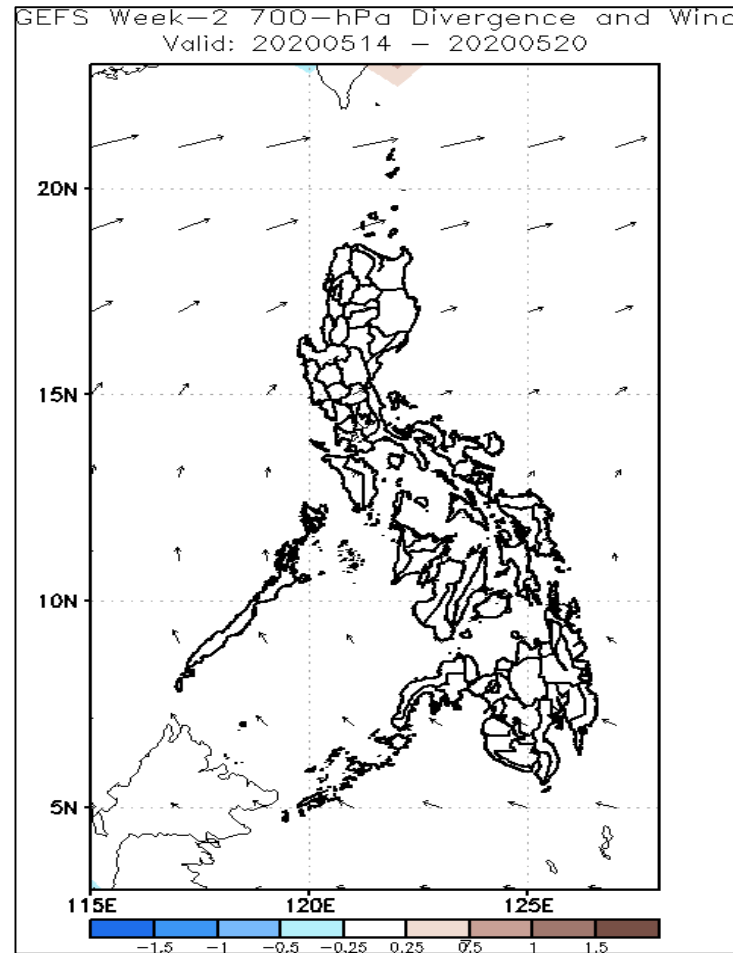 GEFS Week-2 700-hPa Divergence and Wind
Valid: 20200514 - 20200520
20N
15N
10N
5N
115E 120E 125E
-1.5 -1 -0.5 -0.25 0.25 0.5 1 1.5